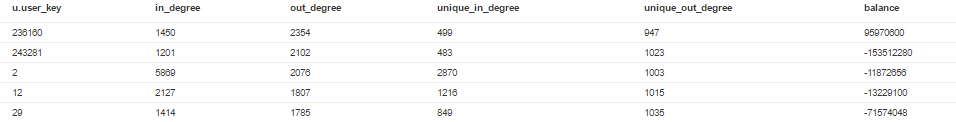 u.user_key in_degree out_degree unique_in_degree unique_out_degree balance
236160 1450 2354 499 947 95970600
243281 1201 2102 483 1023 -153512280
2 5869 2076 2870 1003 -11872656
12 2127 1807 1216 1015 -13229100
29 1414 1785 849 1035 -71574048